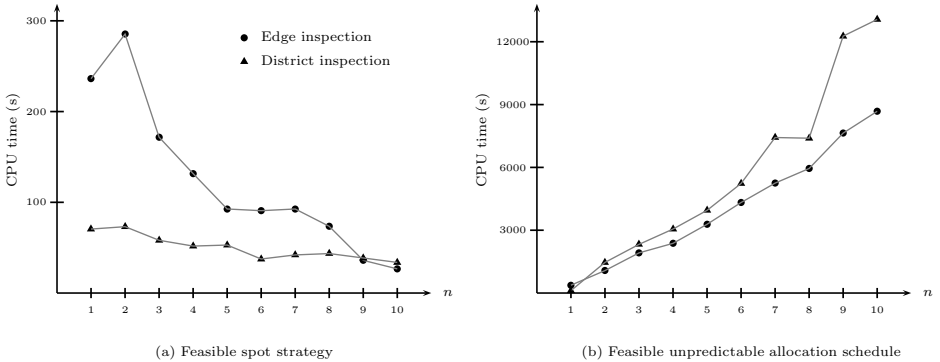 300
200
100
CPU time (s)
Edge inspection
District inspection
n
1 2 3 4 5 6 7 8 9 10
(a) Feasible spot strategy
12000
9000
6000
3000
CPU time (s)
n
1 2 3 4 5 6 7 8 9 10
(b) Feasible unpredictable allocation schedule